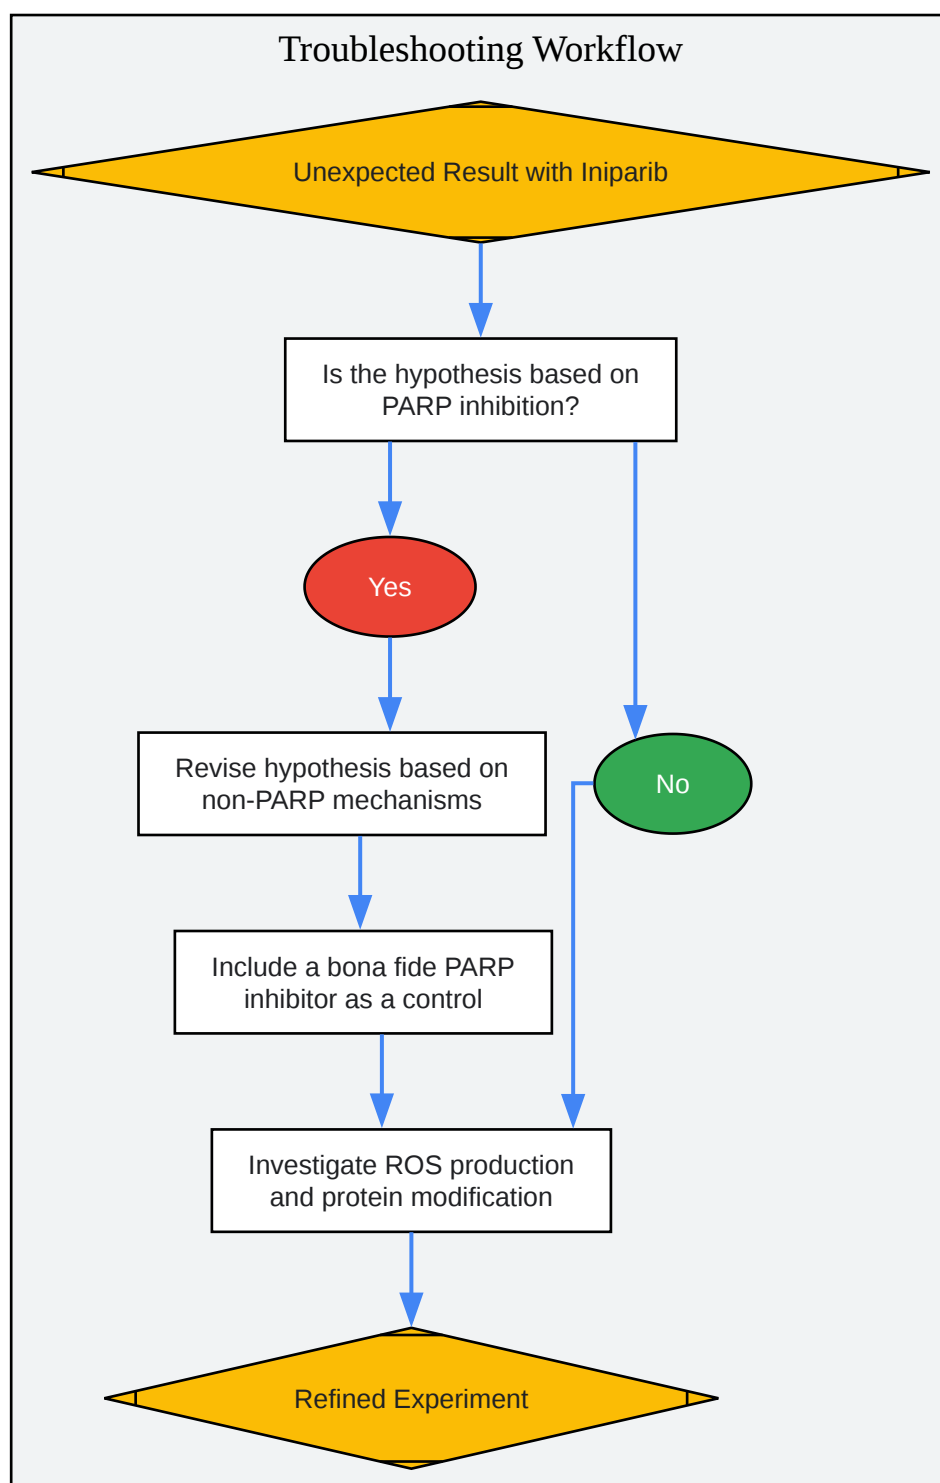 Troubleshooting Workflow
Unexpected Result with Iniparib
Is the hypothesis based on
PARP inhibition?
Yes
Revise hypothesis based on
non-PARP mechanisms
No
Include a bona fide PARP
inhibitor as a control
Investigate ROS production
and protein modification
Refined Experiment